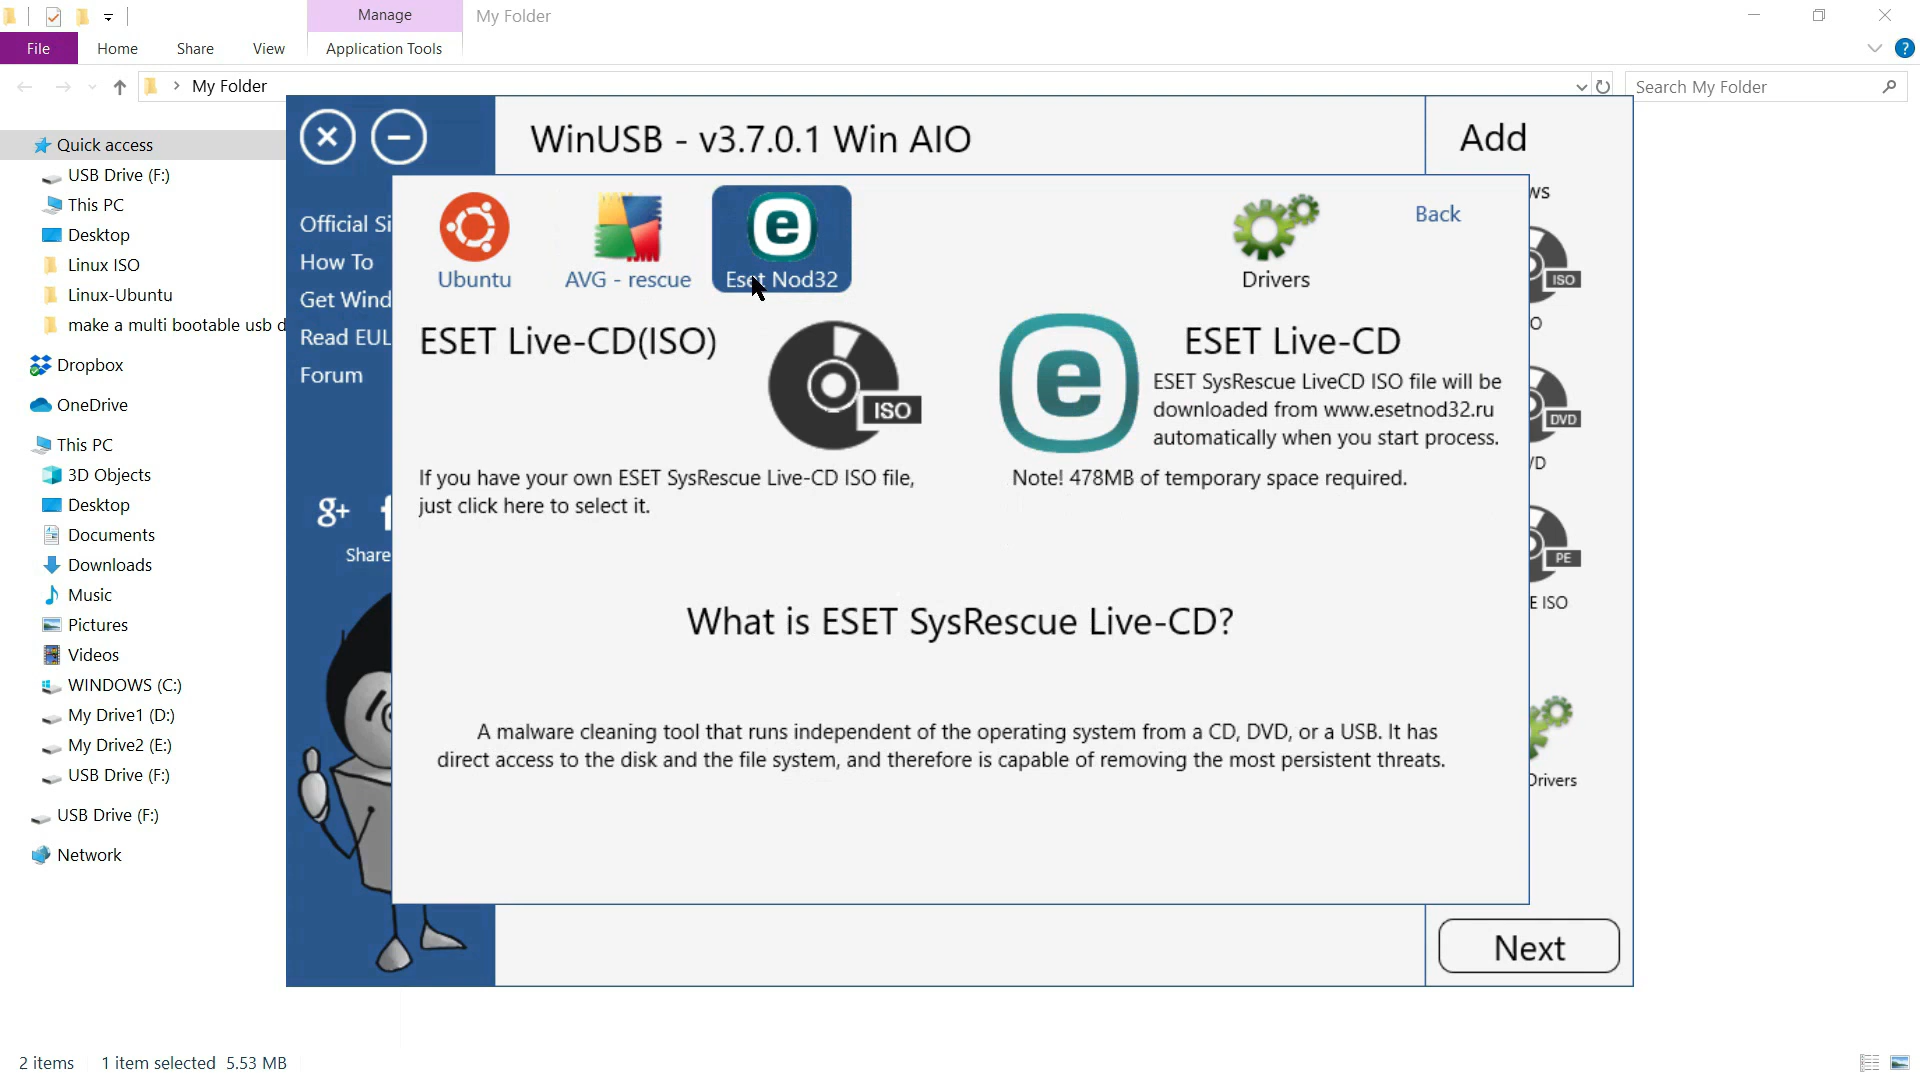 Manage
My Folder
File
Home
Share
View
Application Tools
?
My Folder
Search My Folder
Quick access
USB Drive (F:)
This PC
Desktop
Linux ISO
Linux-Ubuntu
make a multi bootable usb d
Dropbox
OneDrive
This PC
3D Objects
Desktop
Documents
Downloads
Music
Pictures
Videos
WINDOWS (C:)
My Drive1 (D:)
My Drive2 (E:)
USB Drive (F:)
USB Drive (F:)
Network
WinUSB - v3.7.0.1 Win AIO
Add
Official Si
How To
Get Wind
Read EUL
Forum
g+ f
Share
Ubuntu
AVG - rescue
e
Eset Nod32
Drivers
Back
ESET Live-CD(ISO)
ISO
If you have your own ESET SysRescue Live-CD ISO file,
just click here to select it.
e
ESET Live-CD
ESET SysRescue LiveCD ISO file will be
downloaded from www.esetnod32.ru
automatically when you start process.
Note! 478MB of temporary space required.
What is ESET SysRescue Live-CD?
A malware cleaning tool that runs independent of the operating system from a CD, DVD, or a USB. It has
direct access to the disk and the file system, and therefore is capable of removing the most persistent threats.
ws
ISO
O
DVD
/D
PE
E ISO
Drivers
Next
2 items
1 item selected 5.53 MB